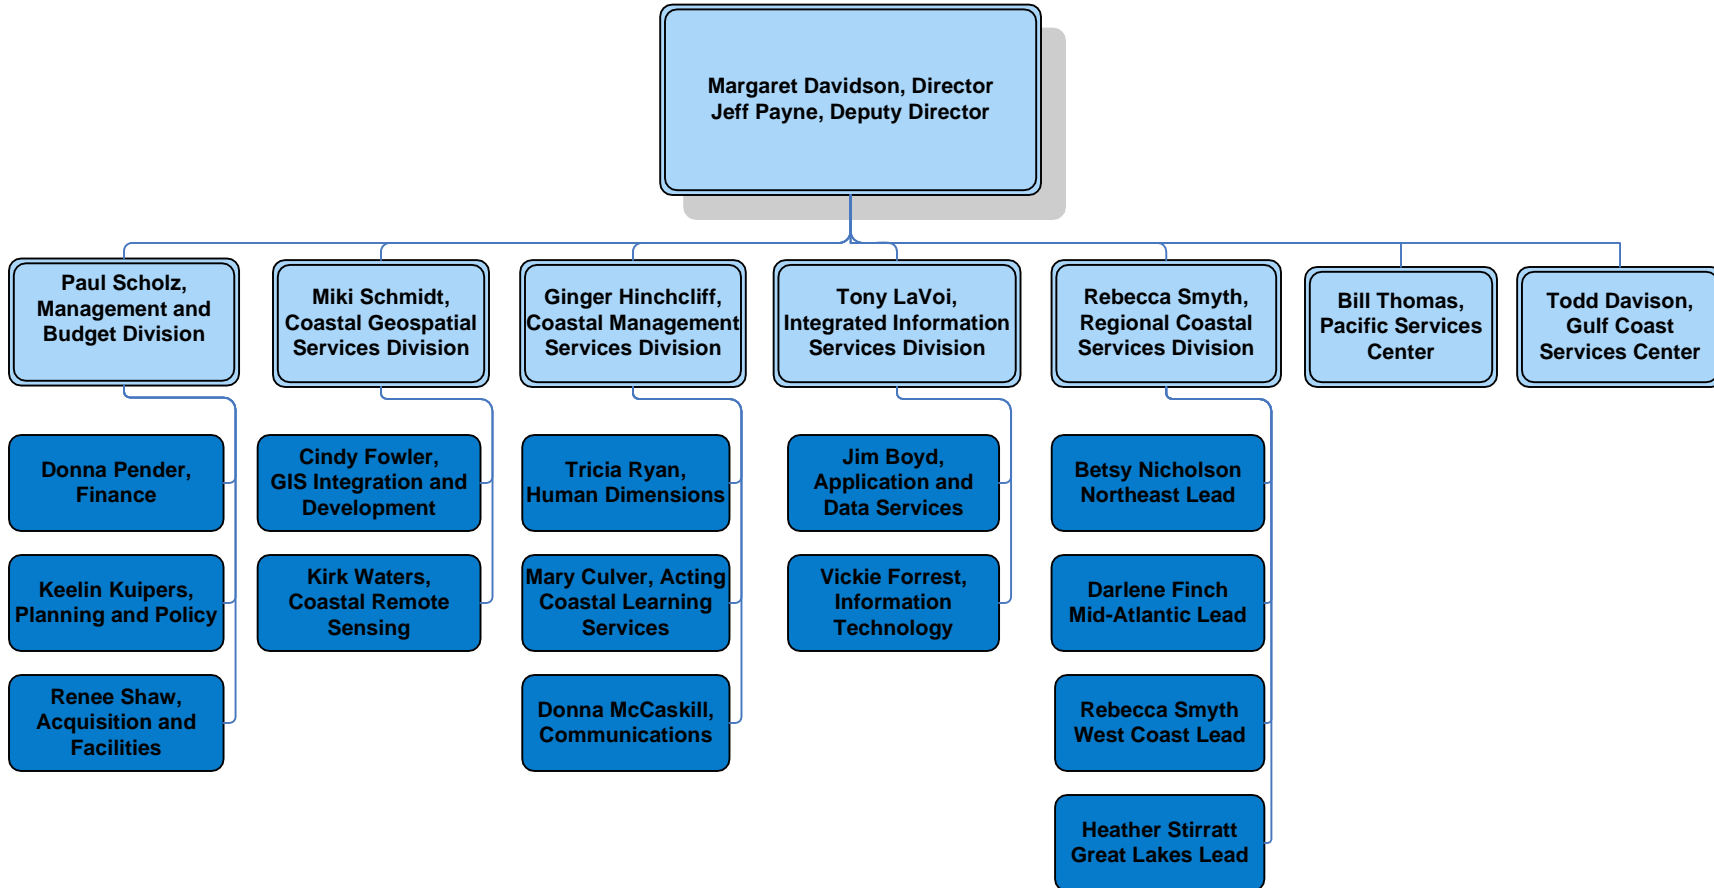 Margaret Davidson, Director
Jeff Payne, Deputy Director
Paul Scholz,
Management and
Budget Division
Miki Schmidt,
Coastal Geospatial
Services Division
Ginger Hinchcliff,
Coastal Management
Services Division
Tony LaVoi,
Integrated Information
Services Division
Rebecca Smyth,
Regional Coastal
Services Division
Bill Thomas,
Pacific Services
Center
Todd Davison,
Gulf Coast
Services Center
Donna Pender,
Finance
Cindy Fowler,
GIS Integration and
Development
Tricia Ryan,
Human Dimensions
Jim Boyd,
Application and
Data Services
Betsy Nicholson
Northeast Lead
Keelin Kuipers,
Planning and Policy
Kirk Waters,
Coastal Remote
Sensing
Mary Culver, Acting
Coastal Learning
Services
Vickie Forrest,
Information
Technology
Darlene Finch
Mid-Atlantic Lead
Renee Shaw,
Acquisition and
Facilities
Donna McCaskill,
Communications
Rebecca Smyth
West Coast Lead
Heather Stirratt
Great Lakes Lead